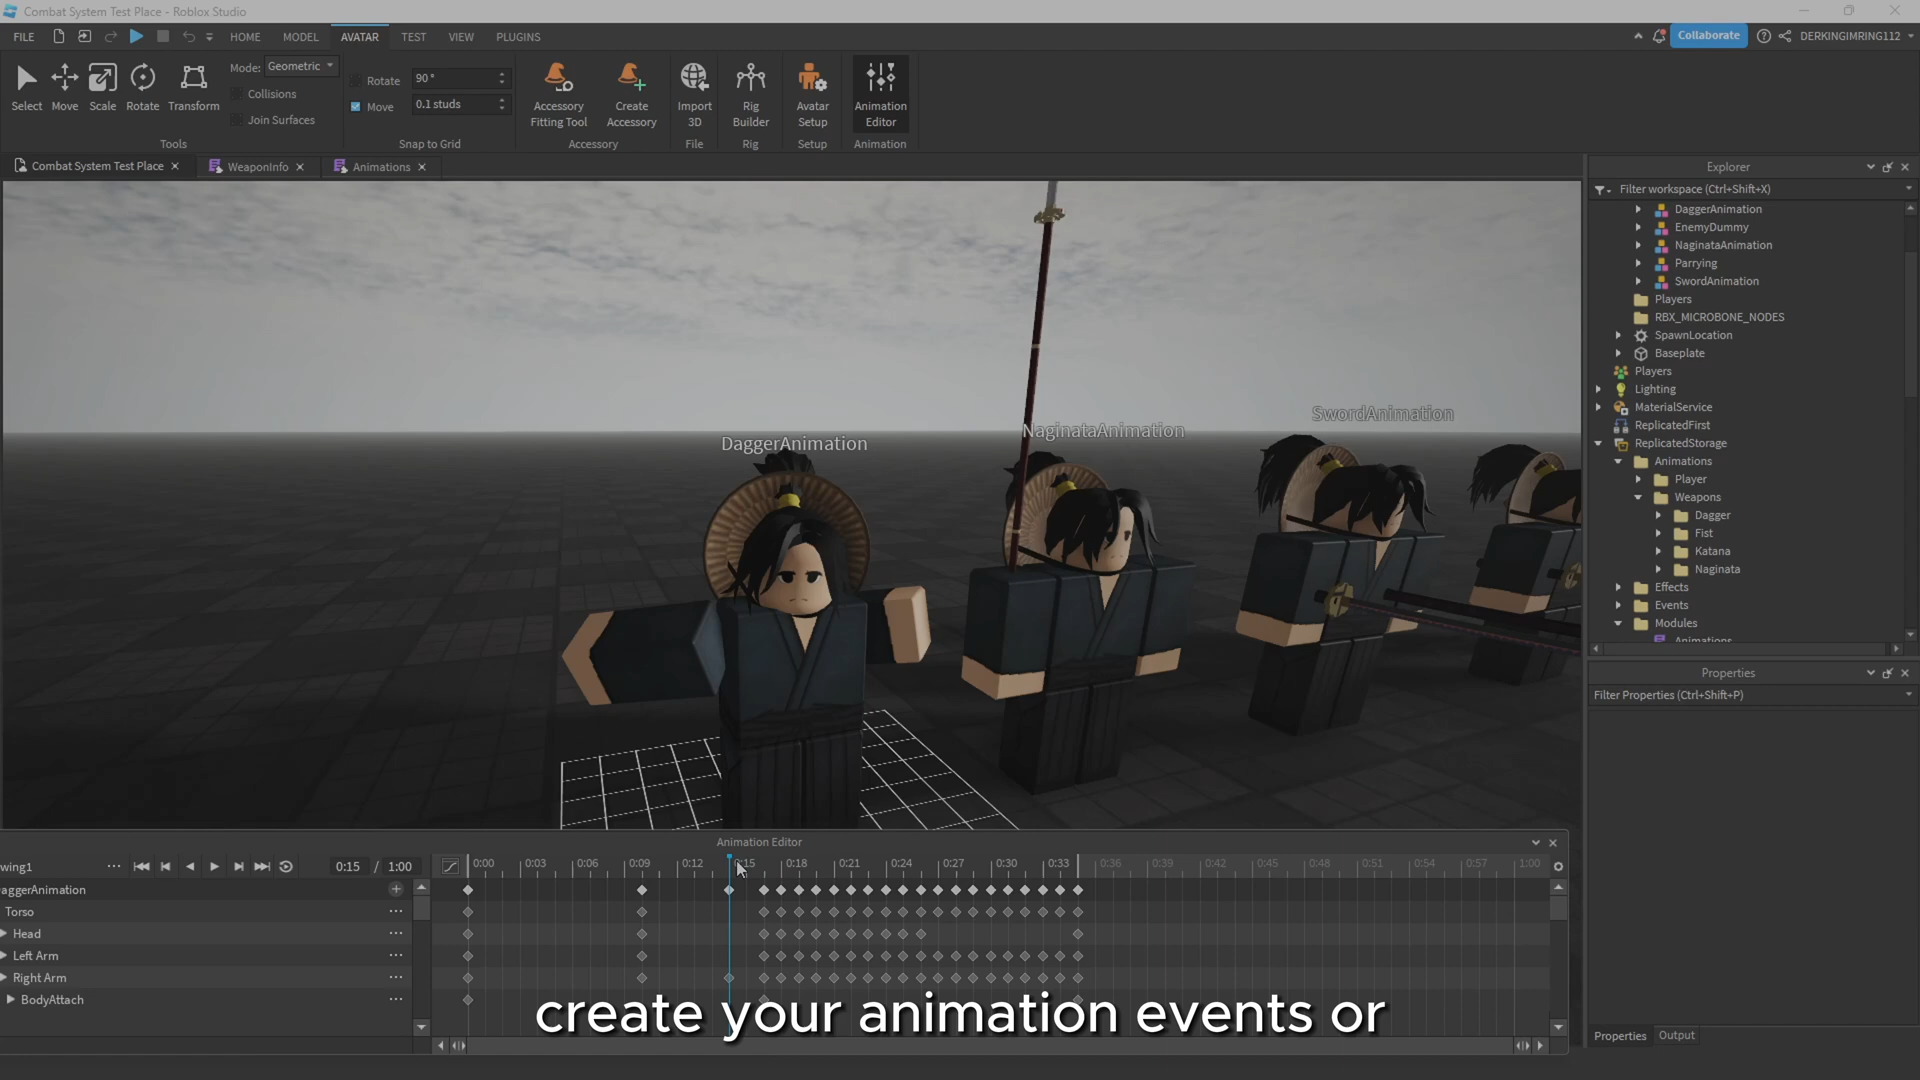 Combat System Test Place - Roblox Studio
FILE HOME MODEL AVATAR TEST VIEW PLUGINS Collaborate DERKINGIMRING112
Select Move Scale Rotate Transform
Mode: Geometric
Collisions
Join Surfaces
Tools
Rotate 90°
Move 0.1 studs
Snap to Grid
Accessory Fitting Tool
Create Accessory
Accessory
Import 3D
File
Rig Builder
Rig
Avatar Setup
Setup
Animation Editor
Animation
Combat System Test Place WeaponInfo Animations
DaggerAnimation
NaginataAnimation
SwordAnimation
Explorer
Filter workspace (Ctrl+Shift+X)
DaggerAnimation
EnemyDummy
NaginataAnimation
Parrying
SwordAnimation
Players
RBX_MICROBONE_NODES
SpawnLocation
Baseplate
Players
Lighting
MaterialService
ReplicatedFirst
ReplicatedStorage
Animations
Player
Weapons
Dagger
Fist
Katana
Naginata
Effects
Events
Modules
Animations
Properties
Filter Properties (Ctrl+Shift+P)
Properties Output
Animation Editor
wing1 0:15 / 1:00 0:00 0:03 0:06 0:09 0:12 0:15 0:18 0:21 0:24 0:27 0:30 0:33 0:36 0:39 0:42 0:45 0:48 0:51 0:54 0:57 1:00
aggerAnimation
Torso
Head
Left Arm
Right Arm
BodyAttach
create your animation events or